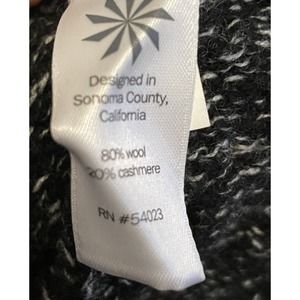 Designed in
Sonoma County,
California
80% wool
20% cashmere
RN #54023